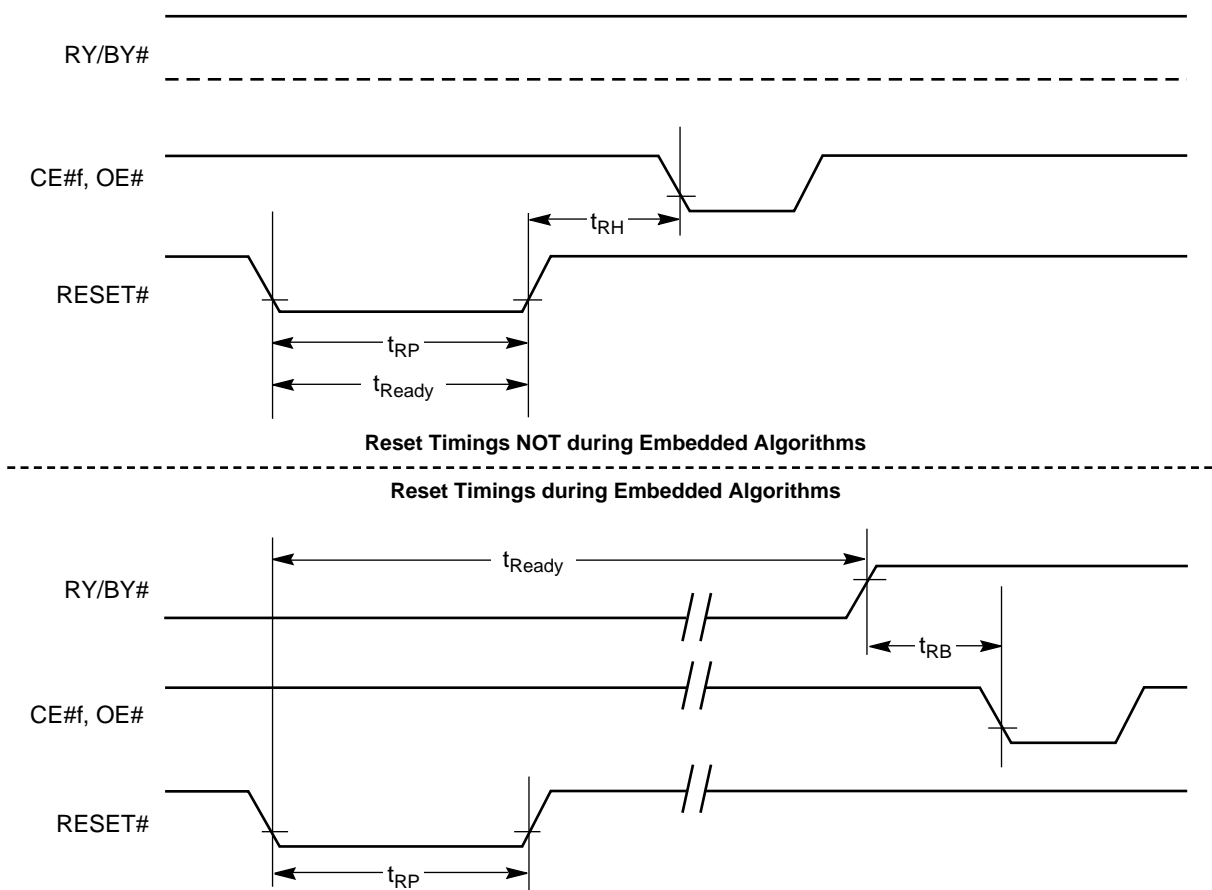 RY/BY#
CE#f, OE#
tRH
RESET#
tRP
tReady
Reset Timings NOT during Embedded Algorithms
Reset Timings during Embedded Algorithms
tReady
RY/BY#
tRB
CE#f, OE#
RESET#
tRP